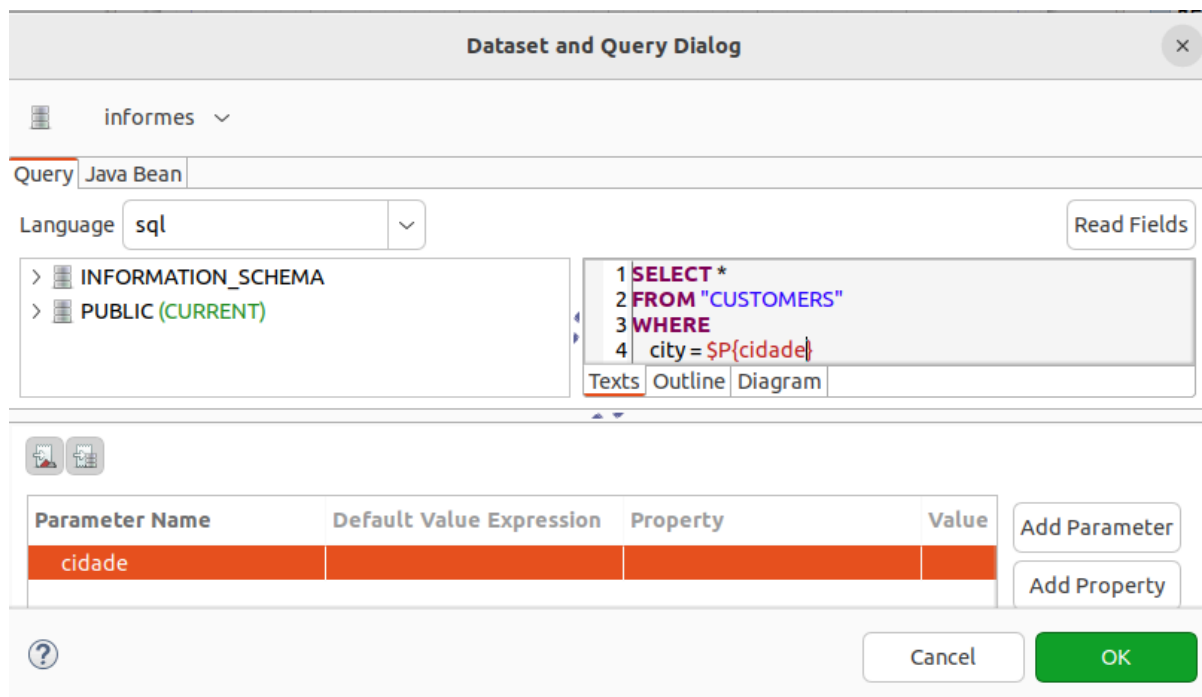 Dataset and Query Dialog
informes
Query Java Bean
Language sql Read Fields
INFORMATION_SCHEMA
PUBLIC (CURRENT)
1 SELECT *
2 FROM "CUSTOMERS"
3 WHERE
4 city = $P{cidade}
Texts Outline Diagram
Parameter Name Default Value Expression Property Value
cidade
Add Parameter
Add Property
? Cancel OK